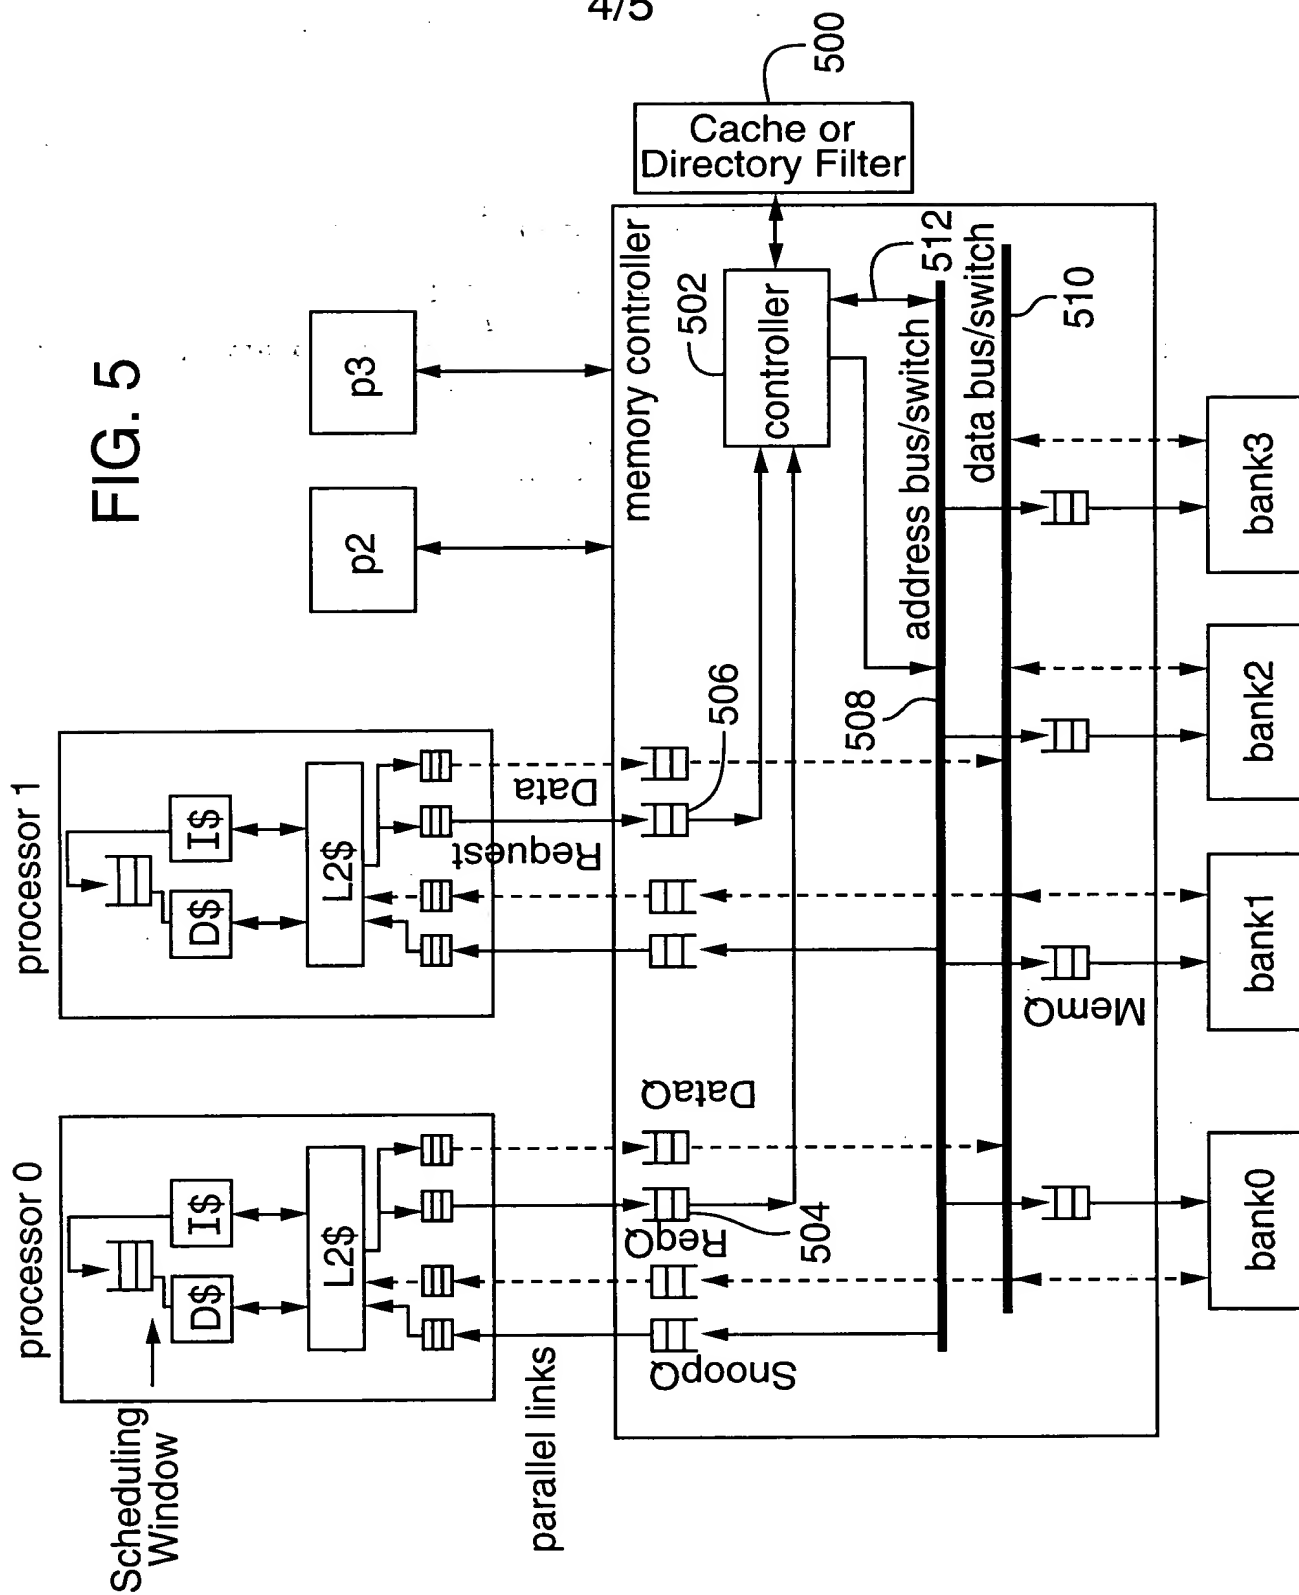 4/5
FIG. 5
processor 0
processor 1
p2
p3
Scheduling
Window
D$
I$
L2$
D$
I$
L2$
parallel links
Request
Data
memory controller
SnoopQ
ReqQ
504
DataQ
506
502
controller
Cache or
Directory Filter
500
508
address bus/switch
512
data bus/switch
510
MemQ
bank0
bank1
bank2
bank3